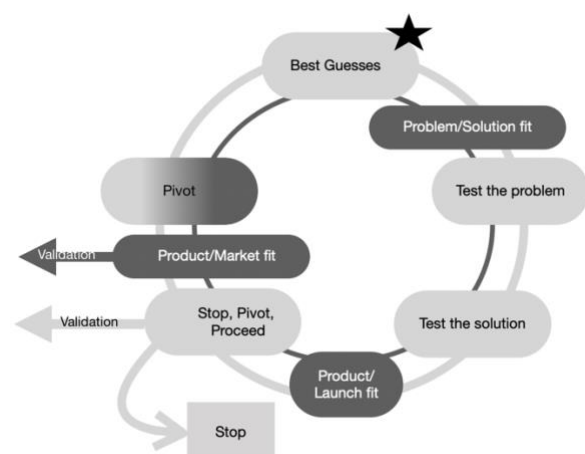 Best Guesses
Problem/Solution fit
Pivot
Test the problem
Validation
Product/Market fit
Validation
Stop, Pivot,
Proceed
Test the solution
Product/
Launch fit
Stop